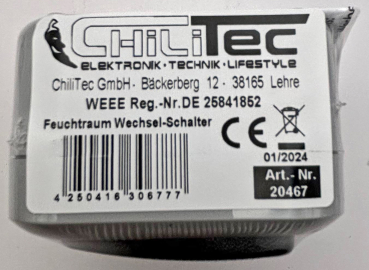 CHILITEC
ELEKTRONIK·TECHNIK·LIFESTYLE
ChiliTec GmbH · Bäckerberg 12 · 38165 Lehre
WEEE Reg.-Nr.DE 25841852
Feuchtraum Wechsel-Schalter
CE
01/2024
4 250416 306777
Art.- Nr.
20467